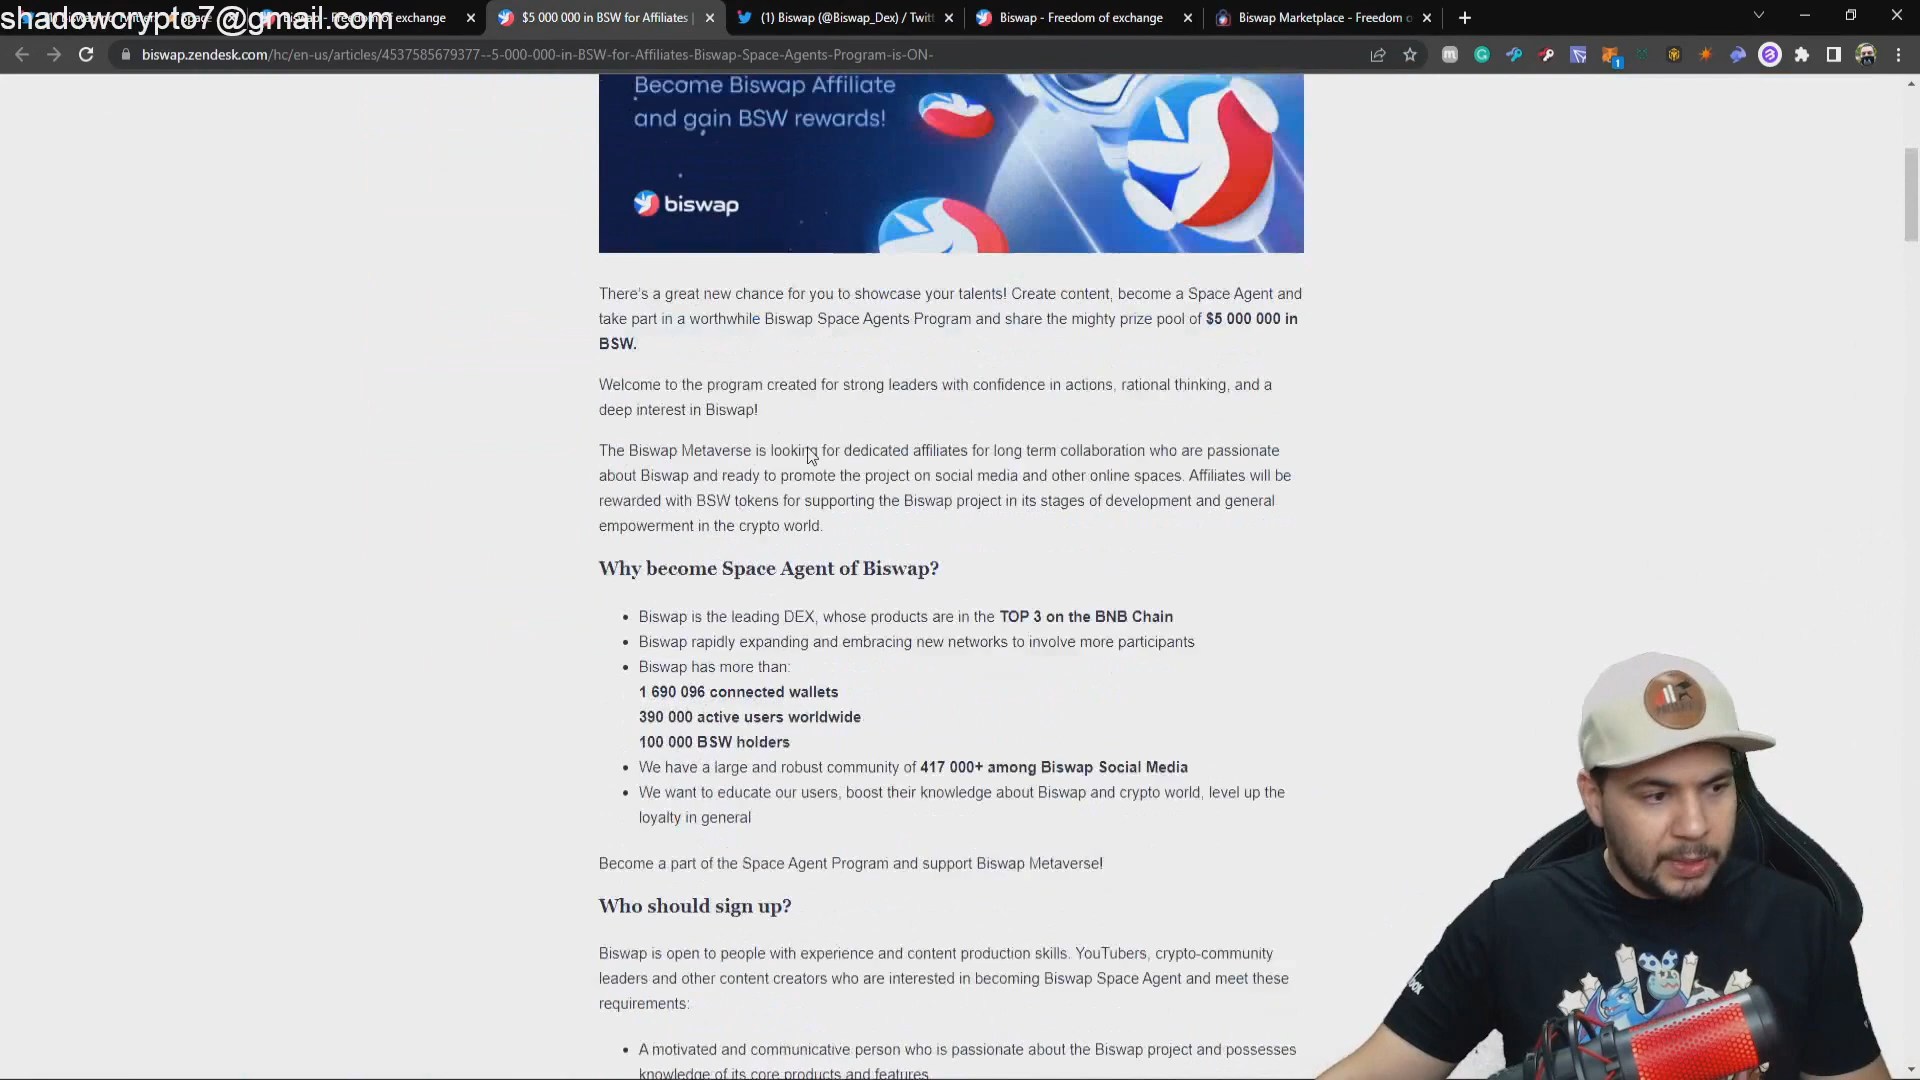 shadowcrypto7@gmail.com
Freedom of exchange
$5 000 000 in BSW for Affiliates |
(1) Biswap (@Biswap_Dex) / Twitt
Biswap - Freedom of exchange
Biswap Marketplace - Freedom o
biswap.zendesk.com/hc/en-us/articles/4537585679377--5-000-000-in-BSW-for-Affiliates-Biswap-Space-Agents-Program-is-ON-
Become Biswap Affiliate
and gain BSW rewards!
biswap
There's a great new chance for you to showcase your talents! Create content, become a Space Agent and
take part in a worthwhile Biswap Space Agents Program and share the mighty prize pool of $5 000 000 in
BSW.
Welcome to the program created for strong leaders with confidence in actions, rational thinking, and a
deep interest in Biswap!
The Biswap Metaverse is looking for dedicated affiliates for long term collaboration who are passionate
about Biswap and ready to promote the project on social media and other online spaces. Affiliates will be
rewarded with BSW tokens for supporting the Biswap project in its stages of development and general
empowerment in the crypto world.
Why become Space Agent of Biswap?
• Biswap is the leading DEX, whose products are in the TOP 3 on the BNB Chain
• Biswap rapidly expanding and embracing new networks to involve more participants
• Biswap has more than:
1 690 096 connected wallets
390 000 active users worldwide
100 000 BSW holders
• We have a large and robust community of 417 000+ among Biswap Social Media
• We want to educate our users, boost their knowledge about Biswap and crypto world, level up the
loyalty in general
Become a part of the Space Agent Program and support Biswap Metaverse!
Who should sign up?
Biswap is open to people with experience and content production skills. YouTubers, crypto-community
leaders and other content creators who are interested in becoming Biswap Space Agent and meet these
requirements:
• A motivated and communicative person who is passionate about the Biswap project and possesses
knowledge of its core products and features